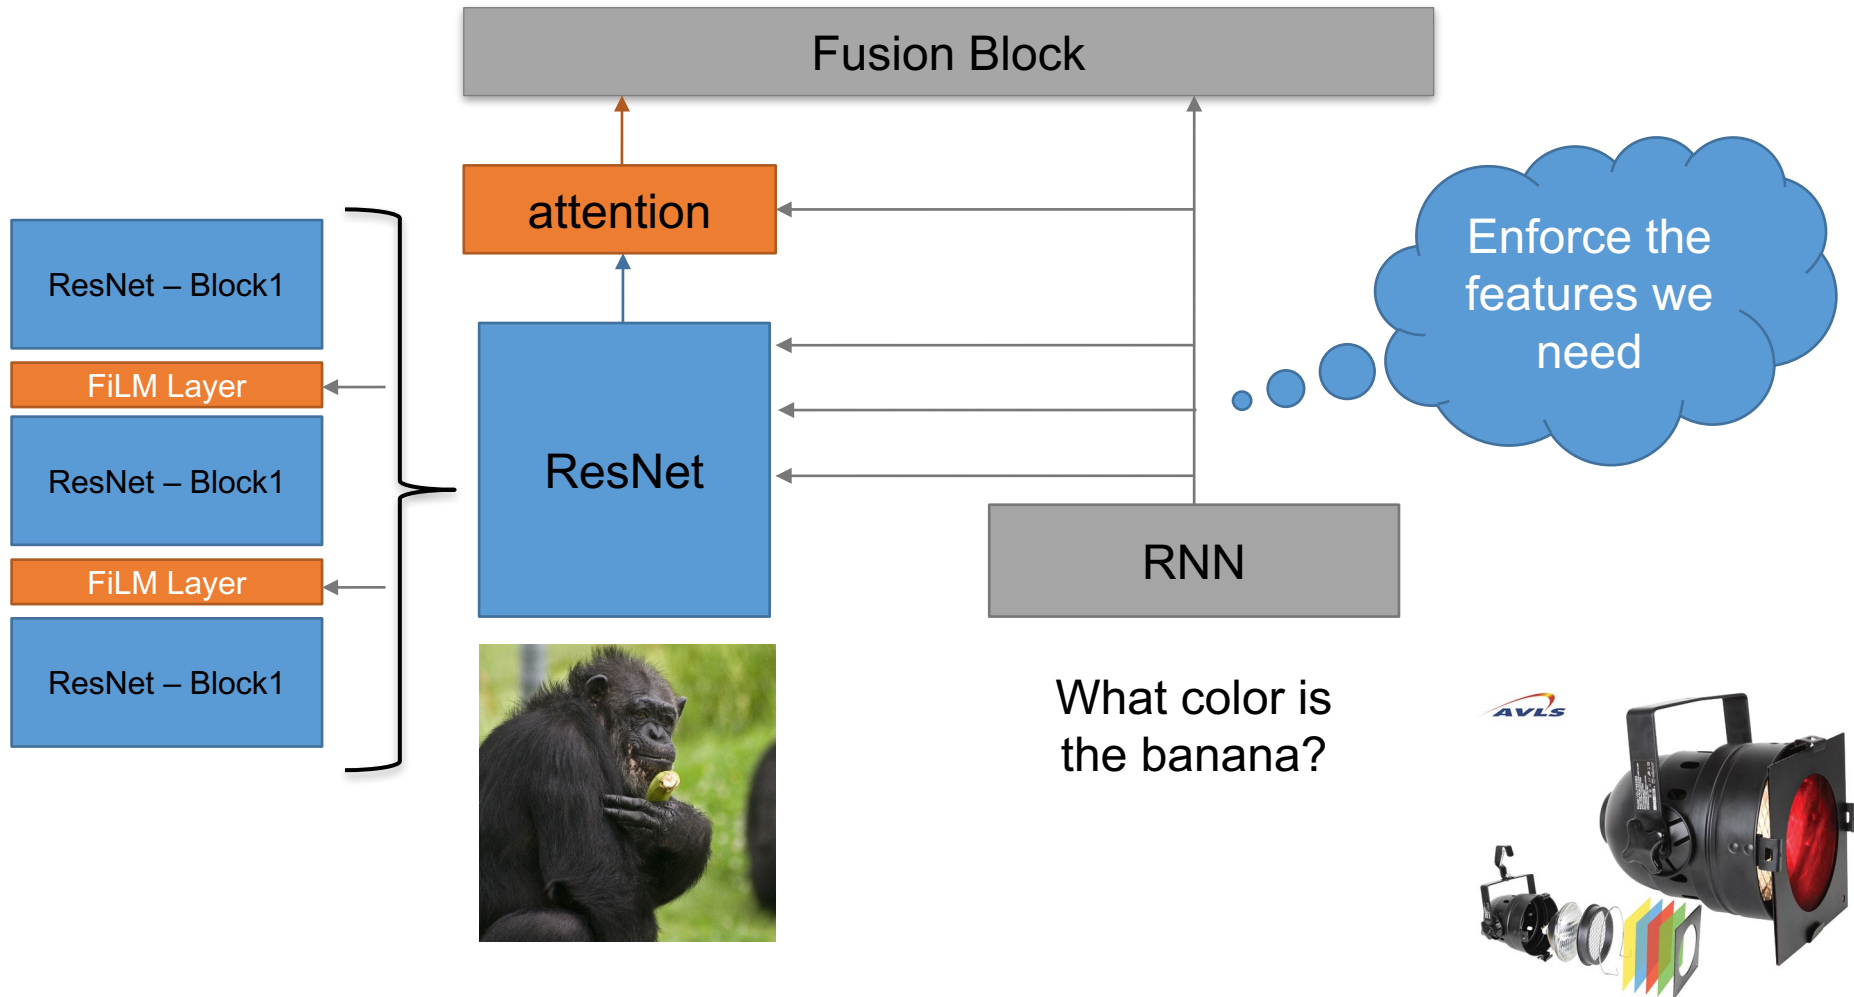 Fusion Block
attention
ResNet – Block1
FiLM Layer
ResNet – Block1
FiLM Layer
ResNet – Block1
ResNet
RNN
Enforce the
features we
need
What color is
the banana?
AVLS